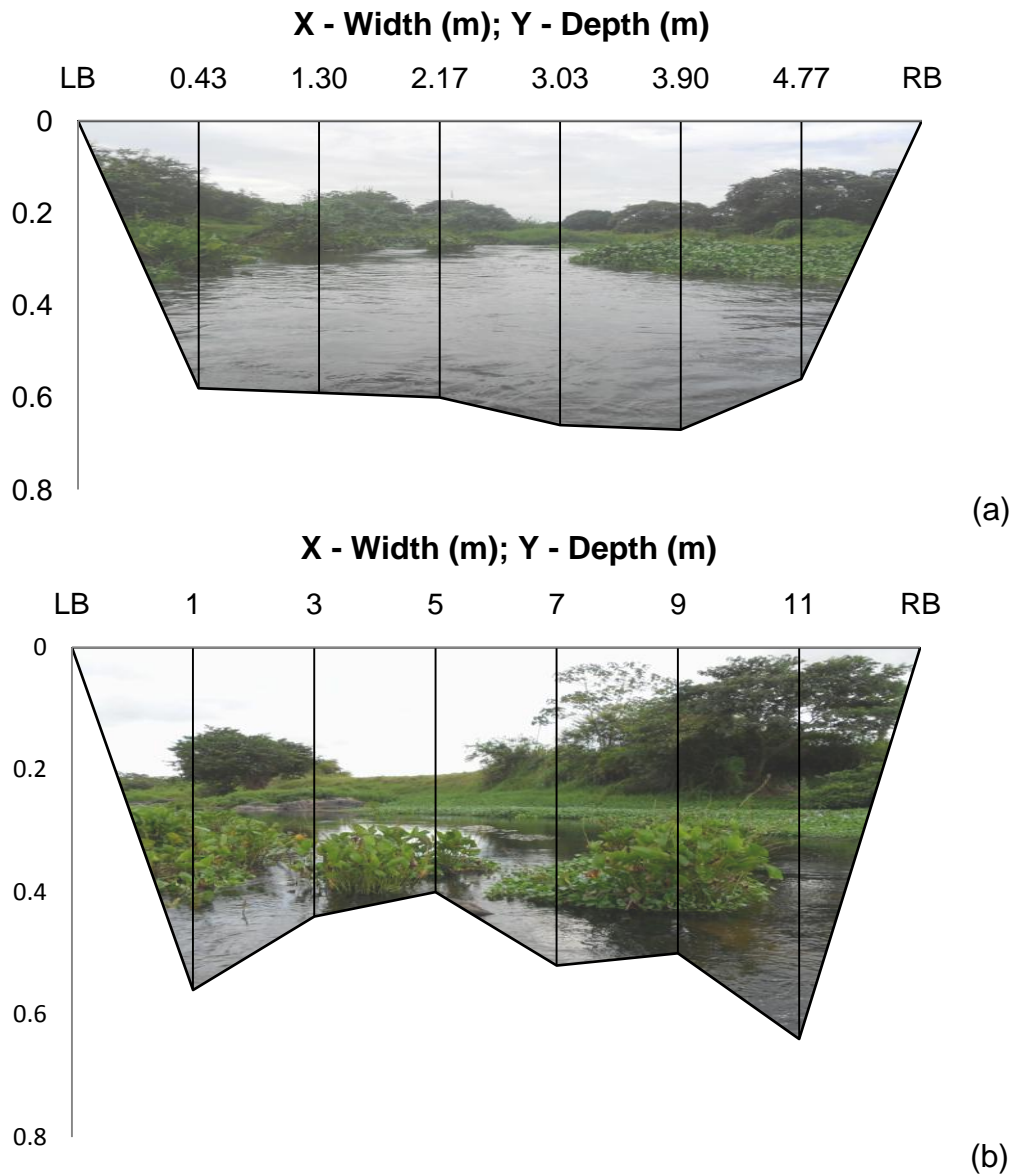 X - Width (m); Y - Depth (m)
LB 0.43 1.30 2.17 3.03 3.90 4.77 RB
0
0.2
0.4
0.6
0.8
(a)
X - Width (m); Y - Depth (m)
LB 1 3 5 7 9 11 RB
0
0.2
0.4
0.6
0.8
(b)